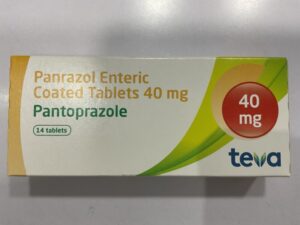 Panrazol Enteric
Coated Tablets 40 mg
Pantoprazole
14 tablets
40
mg
teva